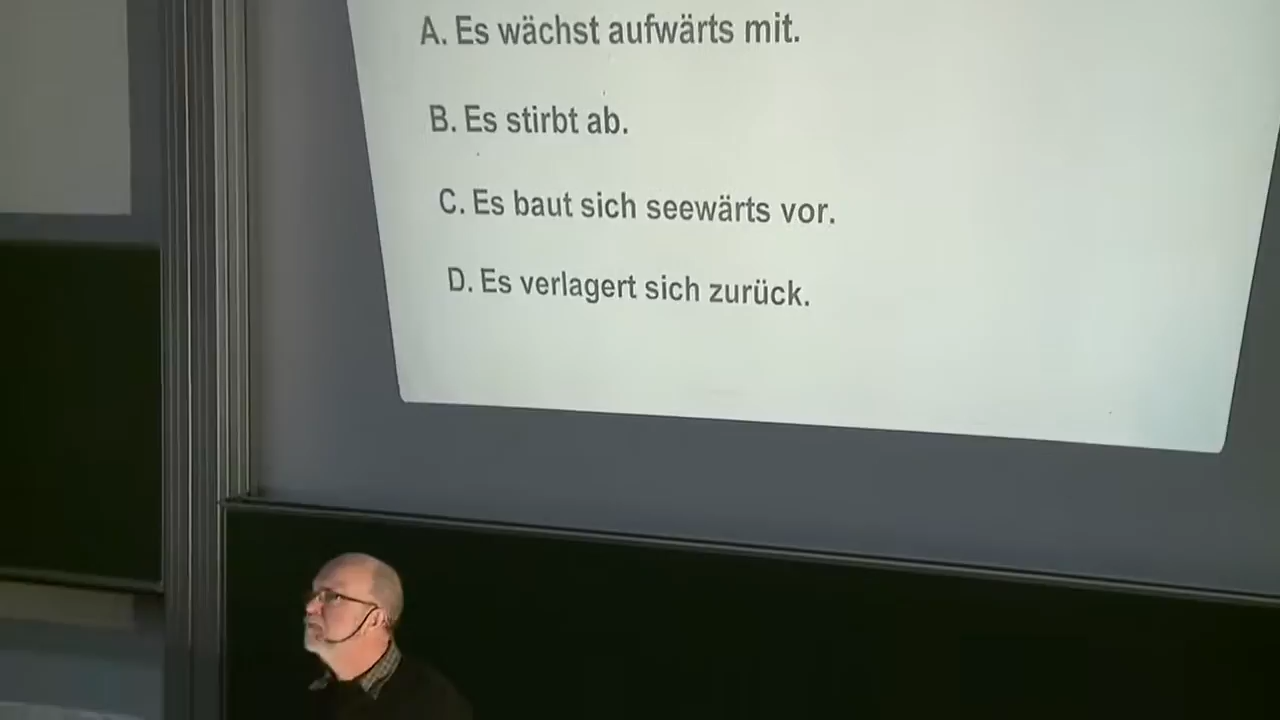 A. Es wächst aufwärts mit.
B. Es stirbt ab.
C. Es baut sich seewärts vor.
D. Es verlagert sich zurück.